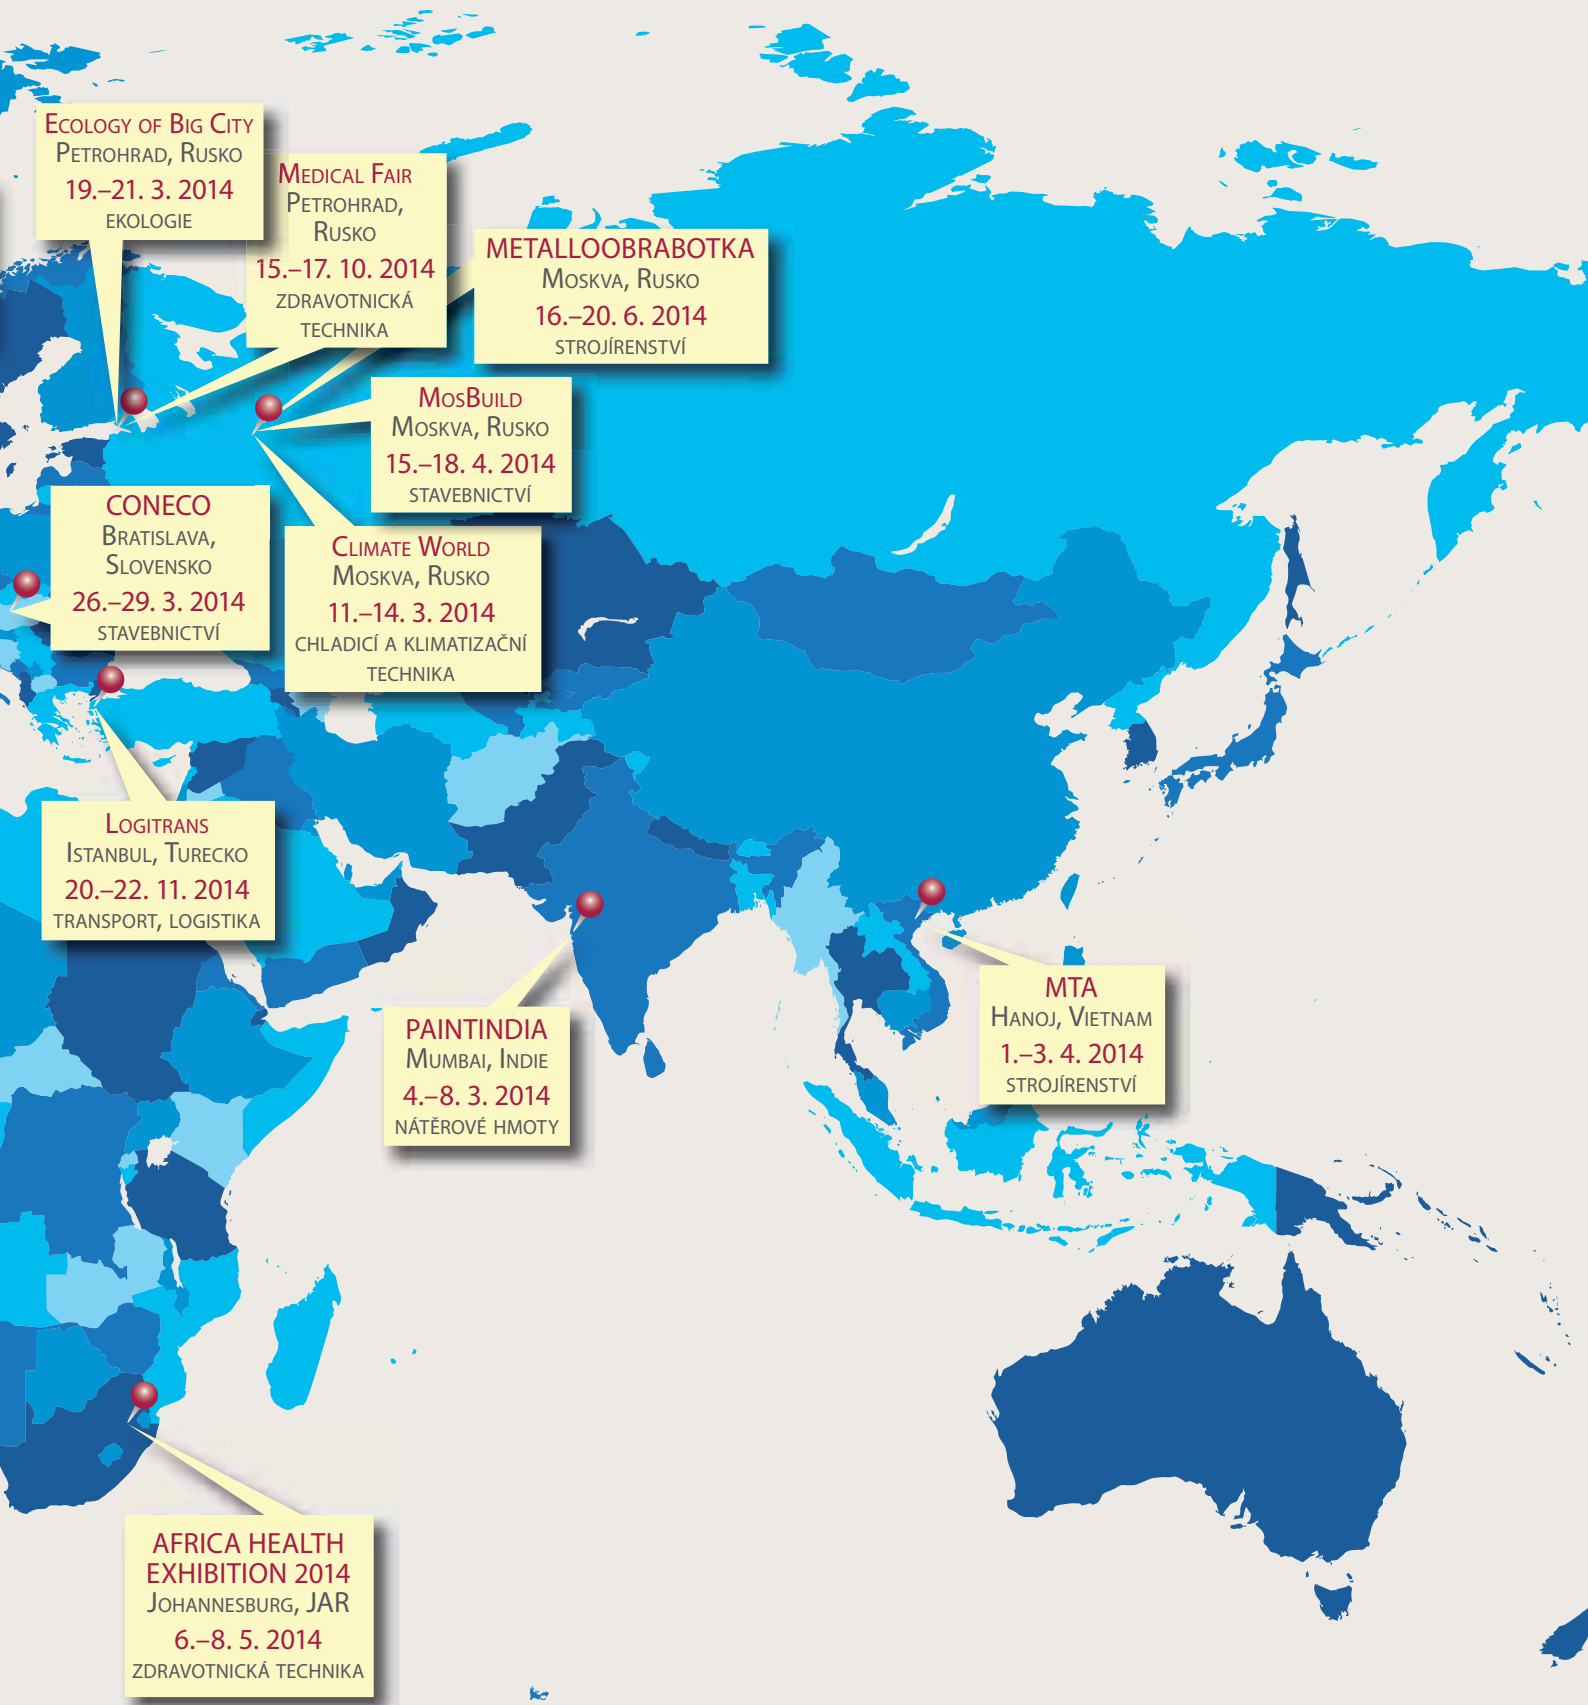 Ecology of Big City
Petrohrad, Rusko
19.–21. 3. 2014
ekologie
Medical Fair
Petrohrad,
Rusko
15.–17. 10. 2014
zdravotnická
technika
METALLOOBRABOTKA
Moskva, Rusko
16.–20. 6. 2014
strojírenství
MosBuild
Moskva, Rusko
15.–18. 4. 2014
stavebnictví
CONECO
Bratislava,
Slovensko
26.–29. 3. 2014
stavebnictví
Climate World
Moskva, Rusko
11.–14. 3. 2014
chladicí a klimatizační
technika
Logitrans
Istanbul, Turecko
20.–22. 11. 2014
transport, logistika
PAINTINDIA
Mumbai, Indie
4.–8. 3. 2014
nátěrové hmoty
MTA
Hanoj, Vietnam
1.–3. 4. 2014
strojírenství
AFRICA HEALTH
EXHIBITION 2014
Johannesburg, JAR
6.–8. 5. 2014
zdravotnická technika